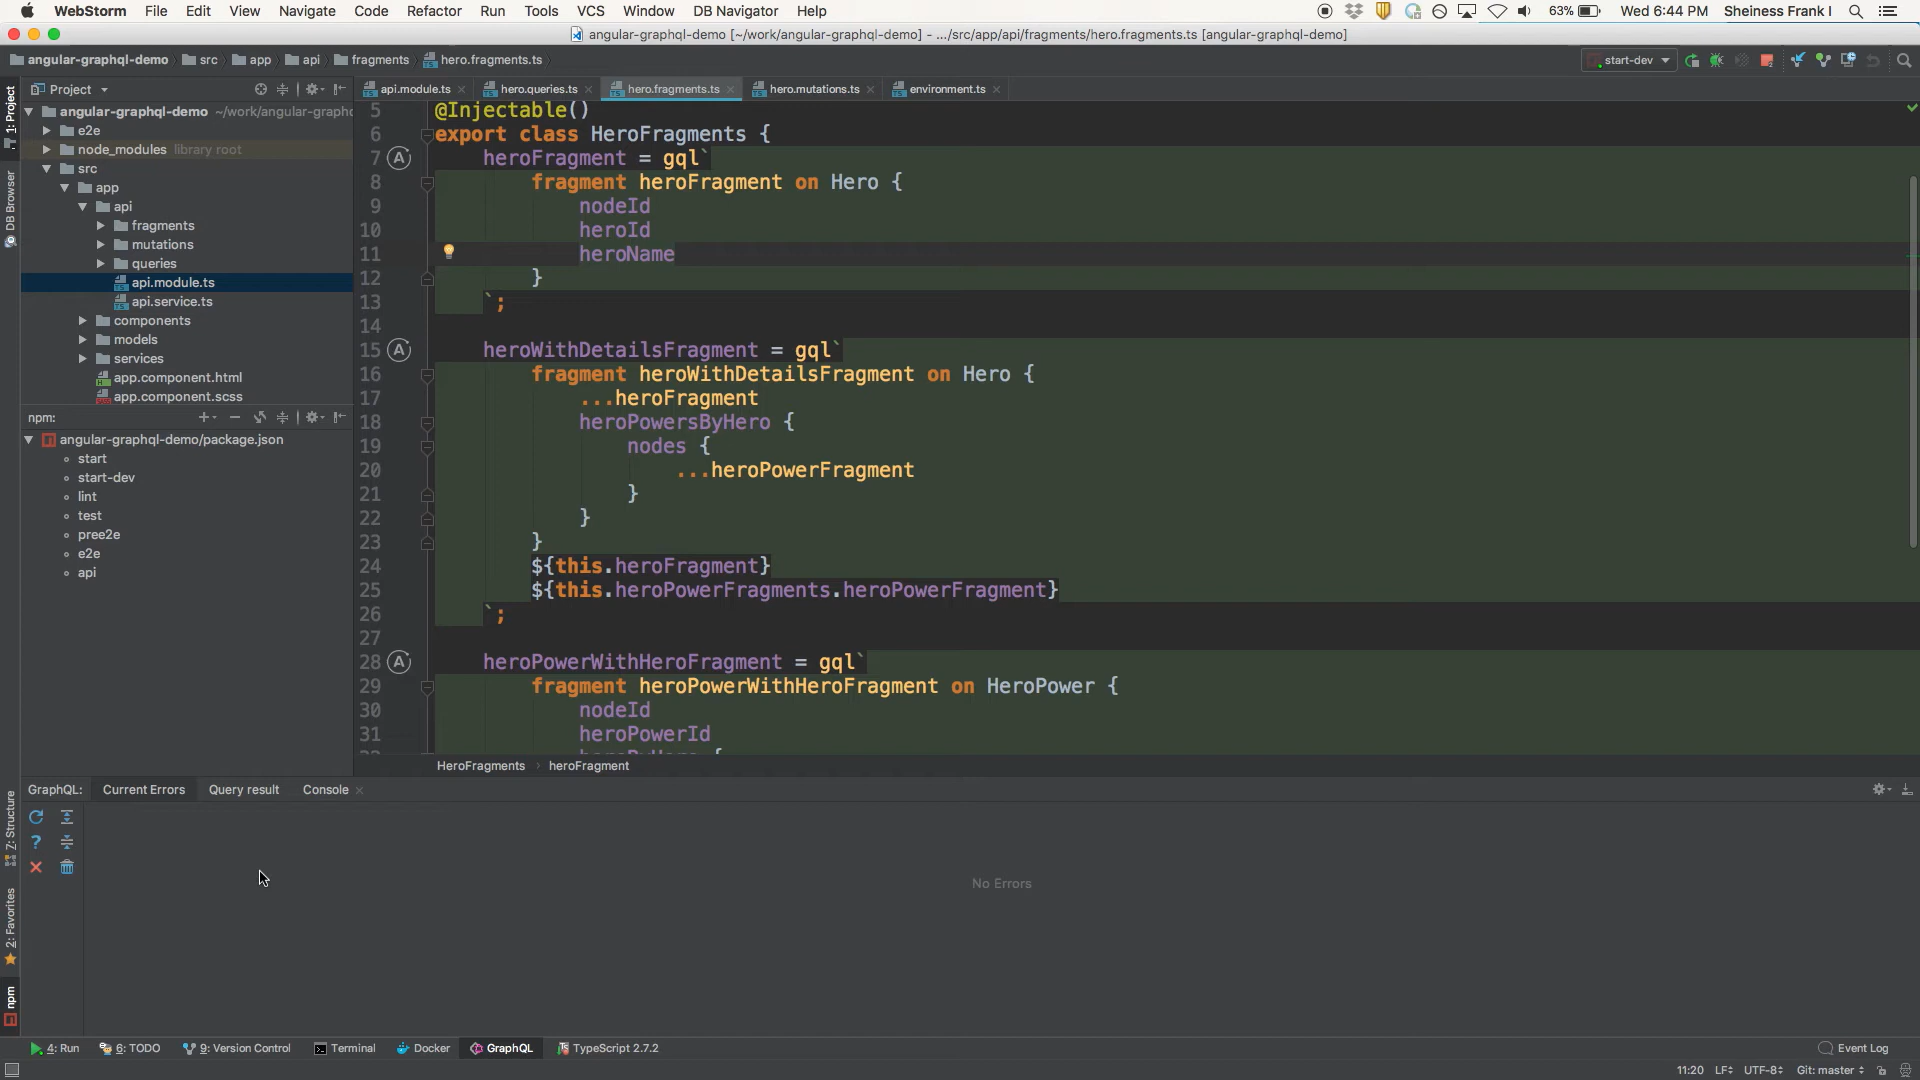 WebStorm File Edit View Navigate Code Refactor Run Tools VCS Window DB Navigator Help 63% Wed 6:44 PM Sheiness Frank I
angular-graphql-demo [~/work/angular-graphql-demo] - .../src/app/api/fragments/hero.fragments.ts [angular-graphql-demo]
angular-graphql-demo src app api fragments hero.fragments.ts start-dev
Project api.module.ts hero.queries.ts hero.fragments.ts hero.mutations.ts environment.ts
1: Project
DB Browser
angular-graphql-demo ~/work/angular-graphq
e2e
node_modules library root
src
app
api
fragments
mutations
queries
api.module.ts
api.service.ts
components
models
services
app.component.html
app.component.scss
npm:
angular-graphql-demo/package.json
start
start-dev
lint
test
pree2e
e2e
api
5 @Injectable()
6 export class HeroFragments {
7 heroFragment = gql`
8 fragment heroFragment on Hero {
9 nodeId
10 heroId
11 heroName
12 }
13 `;
14
15 heroWithDetailsFragment = gql`
16 fragment heroWithDetailsFragment on Hero {
17 ...heroFragment
18 heroPowersByHero {
19 nodes {
20 ...heroPowerFragment
21 }
22 }
23 }
24 ${this.heroFragment}
25 ${this.heroPowerFragments.heroPowerFragment}
26 `;
27
28 heroPowerWithHeroFragment = gql`
29 fragment heroPowerWithHeroFragment on HeroPower {
30 nodeId
31 heroPowerId
HeroFragments › heroFragment
GraphQL: Current Errors Query result Console
No Errors
Z: Structure
2: Favorites
npm
4: Run 6: TODO 9: Version Control Terminal Docker GraphQL TypeScript 2.7.2 Event Log
11:20 LF UTF-8 Git: master